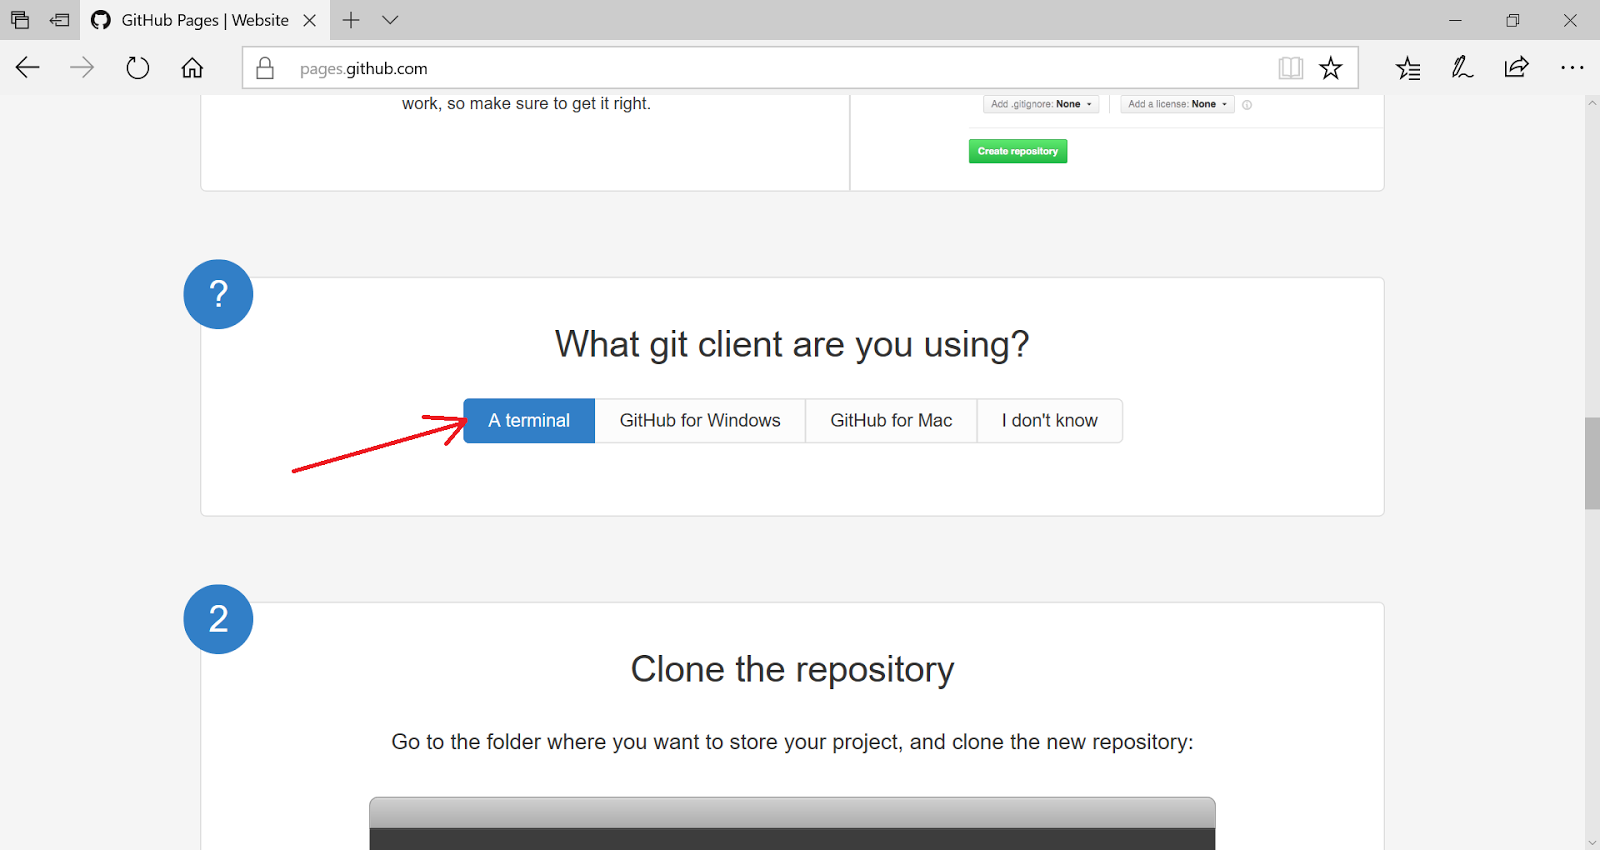 GitHub Pages | Website
pages.github.com
work, so make sure to get it right.
Add .gitignore: None
Add a license: None
Create repository
?
What git client are you using?
A terminal
GitHub for Windows
GitHub for Mac
I don't know
2
Clone the repository
Go to the folder where you want to store your project, and clone the new repository: